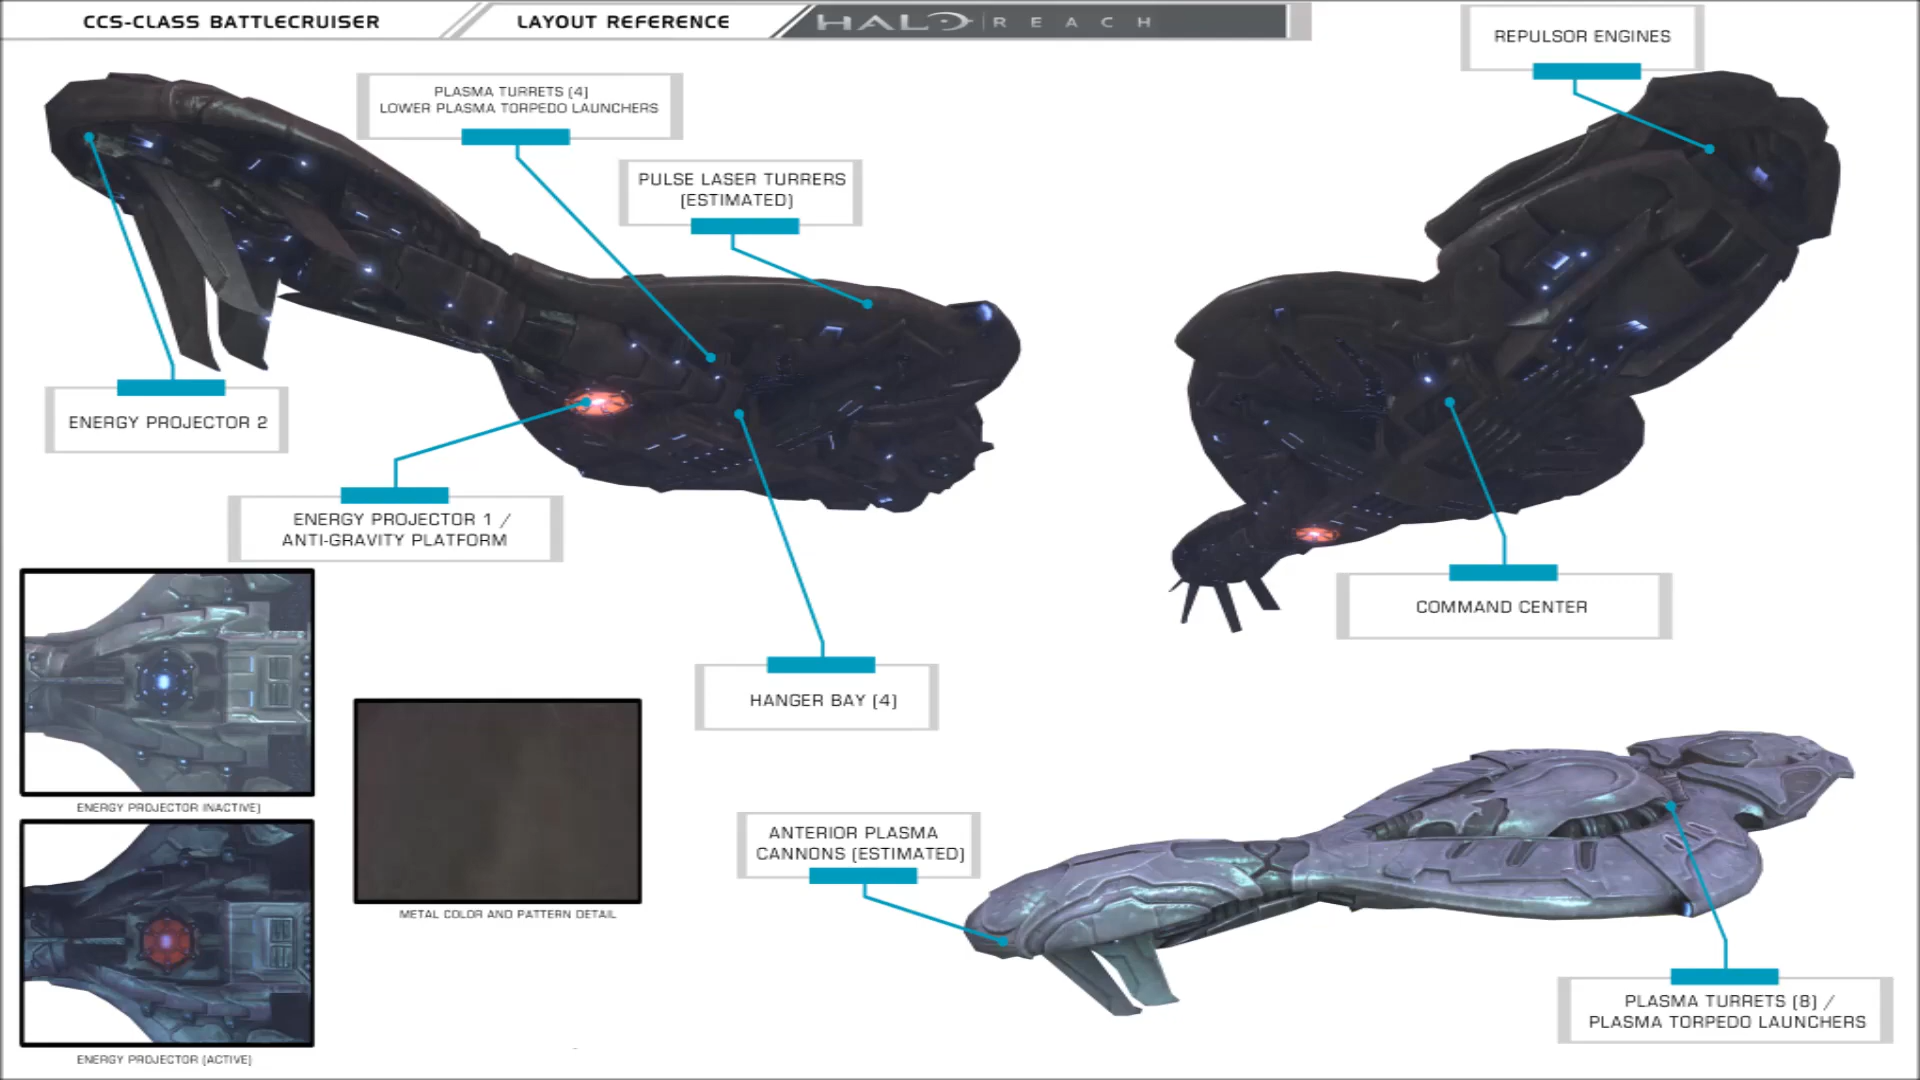 CCS-CLASS BATTLECRUISER
LAYOUT REFERENCE
HALO | REACH
REPULSOR ENGINES
PLASMA TURRETS (4)
LOWER PLASMA TORPEDO LAUNCHERS
PULSE LASER TURRERS
(ESTIMATED)
ENERGY PROJECTOR 2
ENERGY PROJECTOR 1 /
ANTI-GRAVITY PLATFORM
COMMAND CENTER
HANGER BAY (4)
ENERGY PROJECTOR INACTIVE)
METAL COLOR AND PATTERN DETAIL
ANTERIOR PLASMA
CANNONS (ESTIMATED)
PLASMA TURRETS (8) /
PLASMA TORPEDO LAUNCHERS
ENERGY PROJECTOR (ACTIVE)